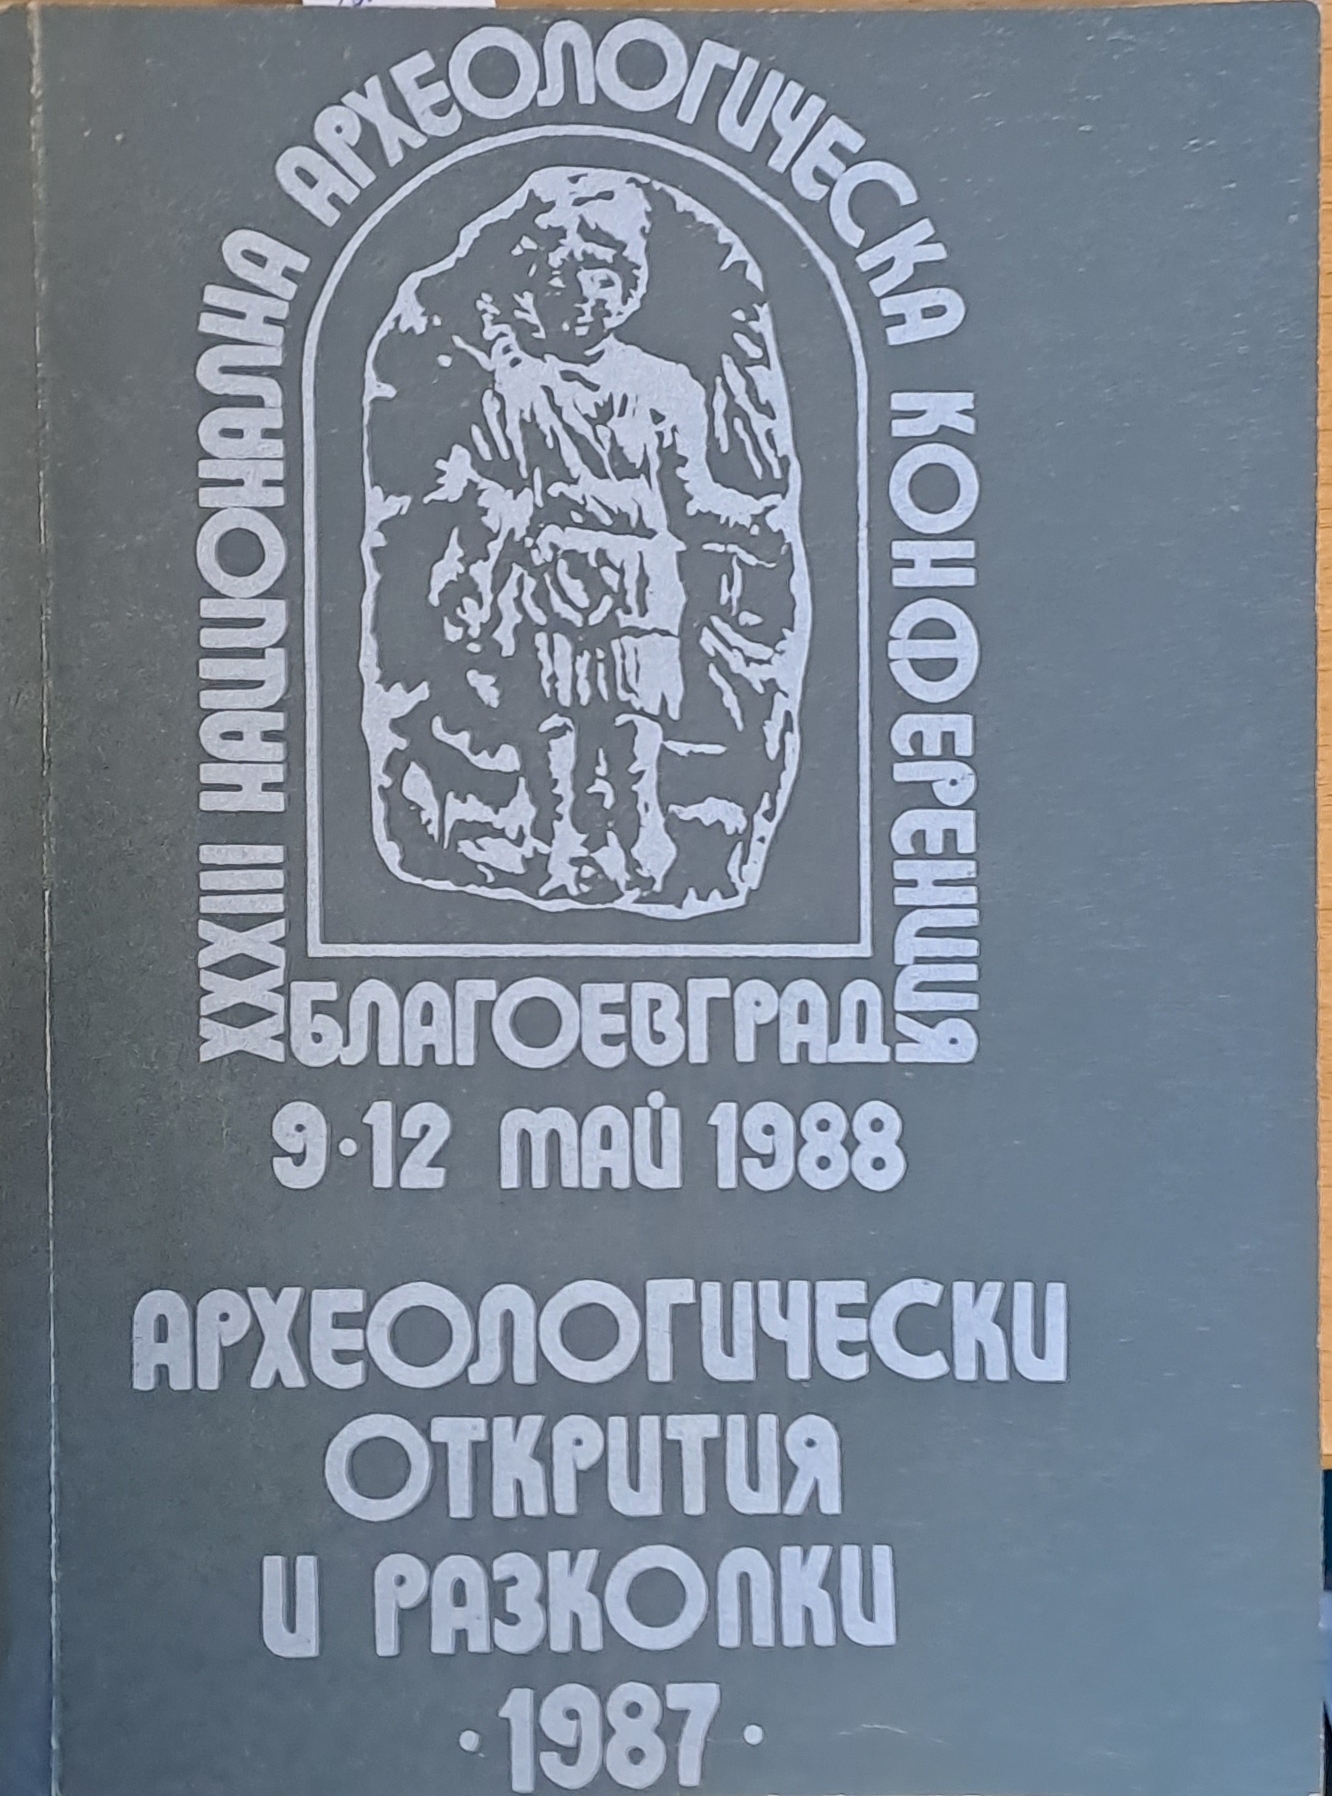 XXXIII НАЦИОНАЛНА АРХЕОЛОГИЧЕСКА КОНФЕРЕНЦИЯ
БЛАГОЕВГРАД
9·12 МАЙ 1988
АРХЕОЛОГИЧЕСКИ
ОТКРИТИЯ
И РАЗКОПКИ
·1987·